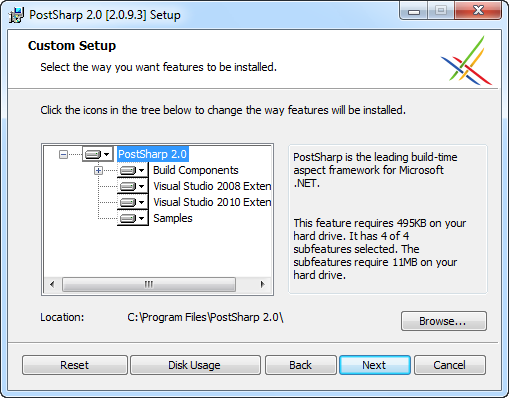 PostSharp 2.0 [2.0.9.3] Setup
Custom Setup
Select the way you want features to be installed.
Click the icons in the tree below to change the way features will be installed.
PostSharp 2.0
Build Components
Visual Studio 2008 Exten
Visual Studio 2010 Exten
Samples
PostSharp is the leading build-time
aspect framework for Microsoft
.NET.
This feature requires 495KB on your
hard drive. It has 4 of 4
subfeatures selected. The
subfeatures require 11MB on your
hard drive.
Location: C:\Program Files\PostSharp 2.0\
Browse...
Reset Disk Usage Back Next Cancel